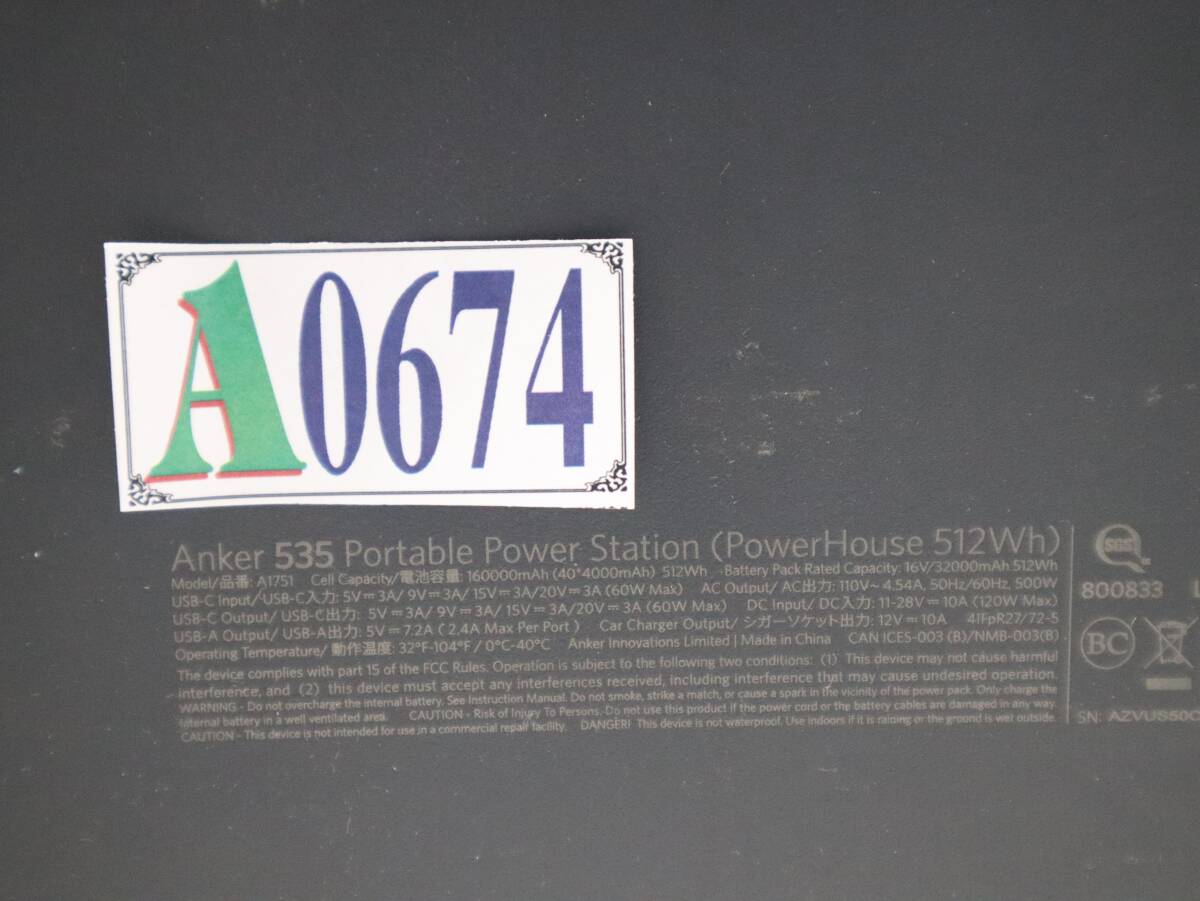 A0674
Anker 535 Portable Power Station (PowerHouse 512Wh)
Model/品番: A1751 Cell Capacity/電池容量: 160000mAh (40*4000mAh) 512Wh Battery Pack Rated Capacity: 16V/32000mAh 512Wh
USB-C Input/USB-C入力: 5V⎓3A/ 9V⎓3A/ 15V⎓3A/20V⎓3A (60W Max) AC Output/ AC出力: 110V~ 4.54A, 50Hz/60Hz, 500W
USB-C Output/ USB-C出力: 5V⎓3A/ 9V⎓3A/ 15V⎓3A/20V⎓3A (60W Max) DC Input/ DC入力: 11-28V⎓10A (120W Max)
USB-A Output/ USB-A出力: 5V⎓7.2A ( 2.4A Max Per Port ) Car Charger Output/ シガーソケット出力: 12V⎓10A 4IFpR27/72-5
Operating Temperature/ 動作温度: 32°F-104°F / 0°C-40°C Anker Innovations Limited | Made in China CAN ICES-003 (B)/NMB-003(B)
The device complies with part 15 of the FCC Rules. Operation is subject to the following two conditions: (1) This device may not cause harmful
interference, and (2) this device must accept any interferences received, including interference that may cause undesired operation.
WARNING - Do not overcharge the internal battery. See Instruction Manual. Do not smoke, strike a match, or cause a spark in the vicinity of the power pack. Only charge the
internal battery in a well ventilated area. CAUTION - Risk of Injury To Persons. Do not use this product if the power cord or the battery cables are damaged in any way.
CAUTION - This device is not intended for use in a commercial repair facility. DANGER! This device is not waterproof. Use indoors if it is raining or the ground is wet outside.
800833
BC
SN: AZVUS50